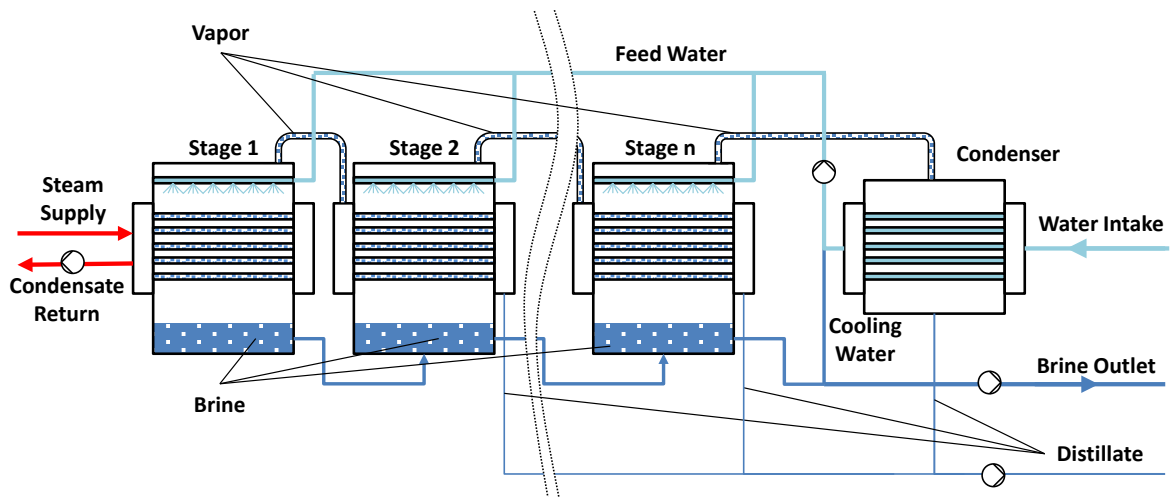 Vapor
Feed Water
Stage 1
Stage 2
Stage n
Condenser
Steam
Supply
Water Intake
Condensate
Return
Cooling
Water
Brine Outlet
Brine
Distillate